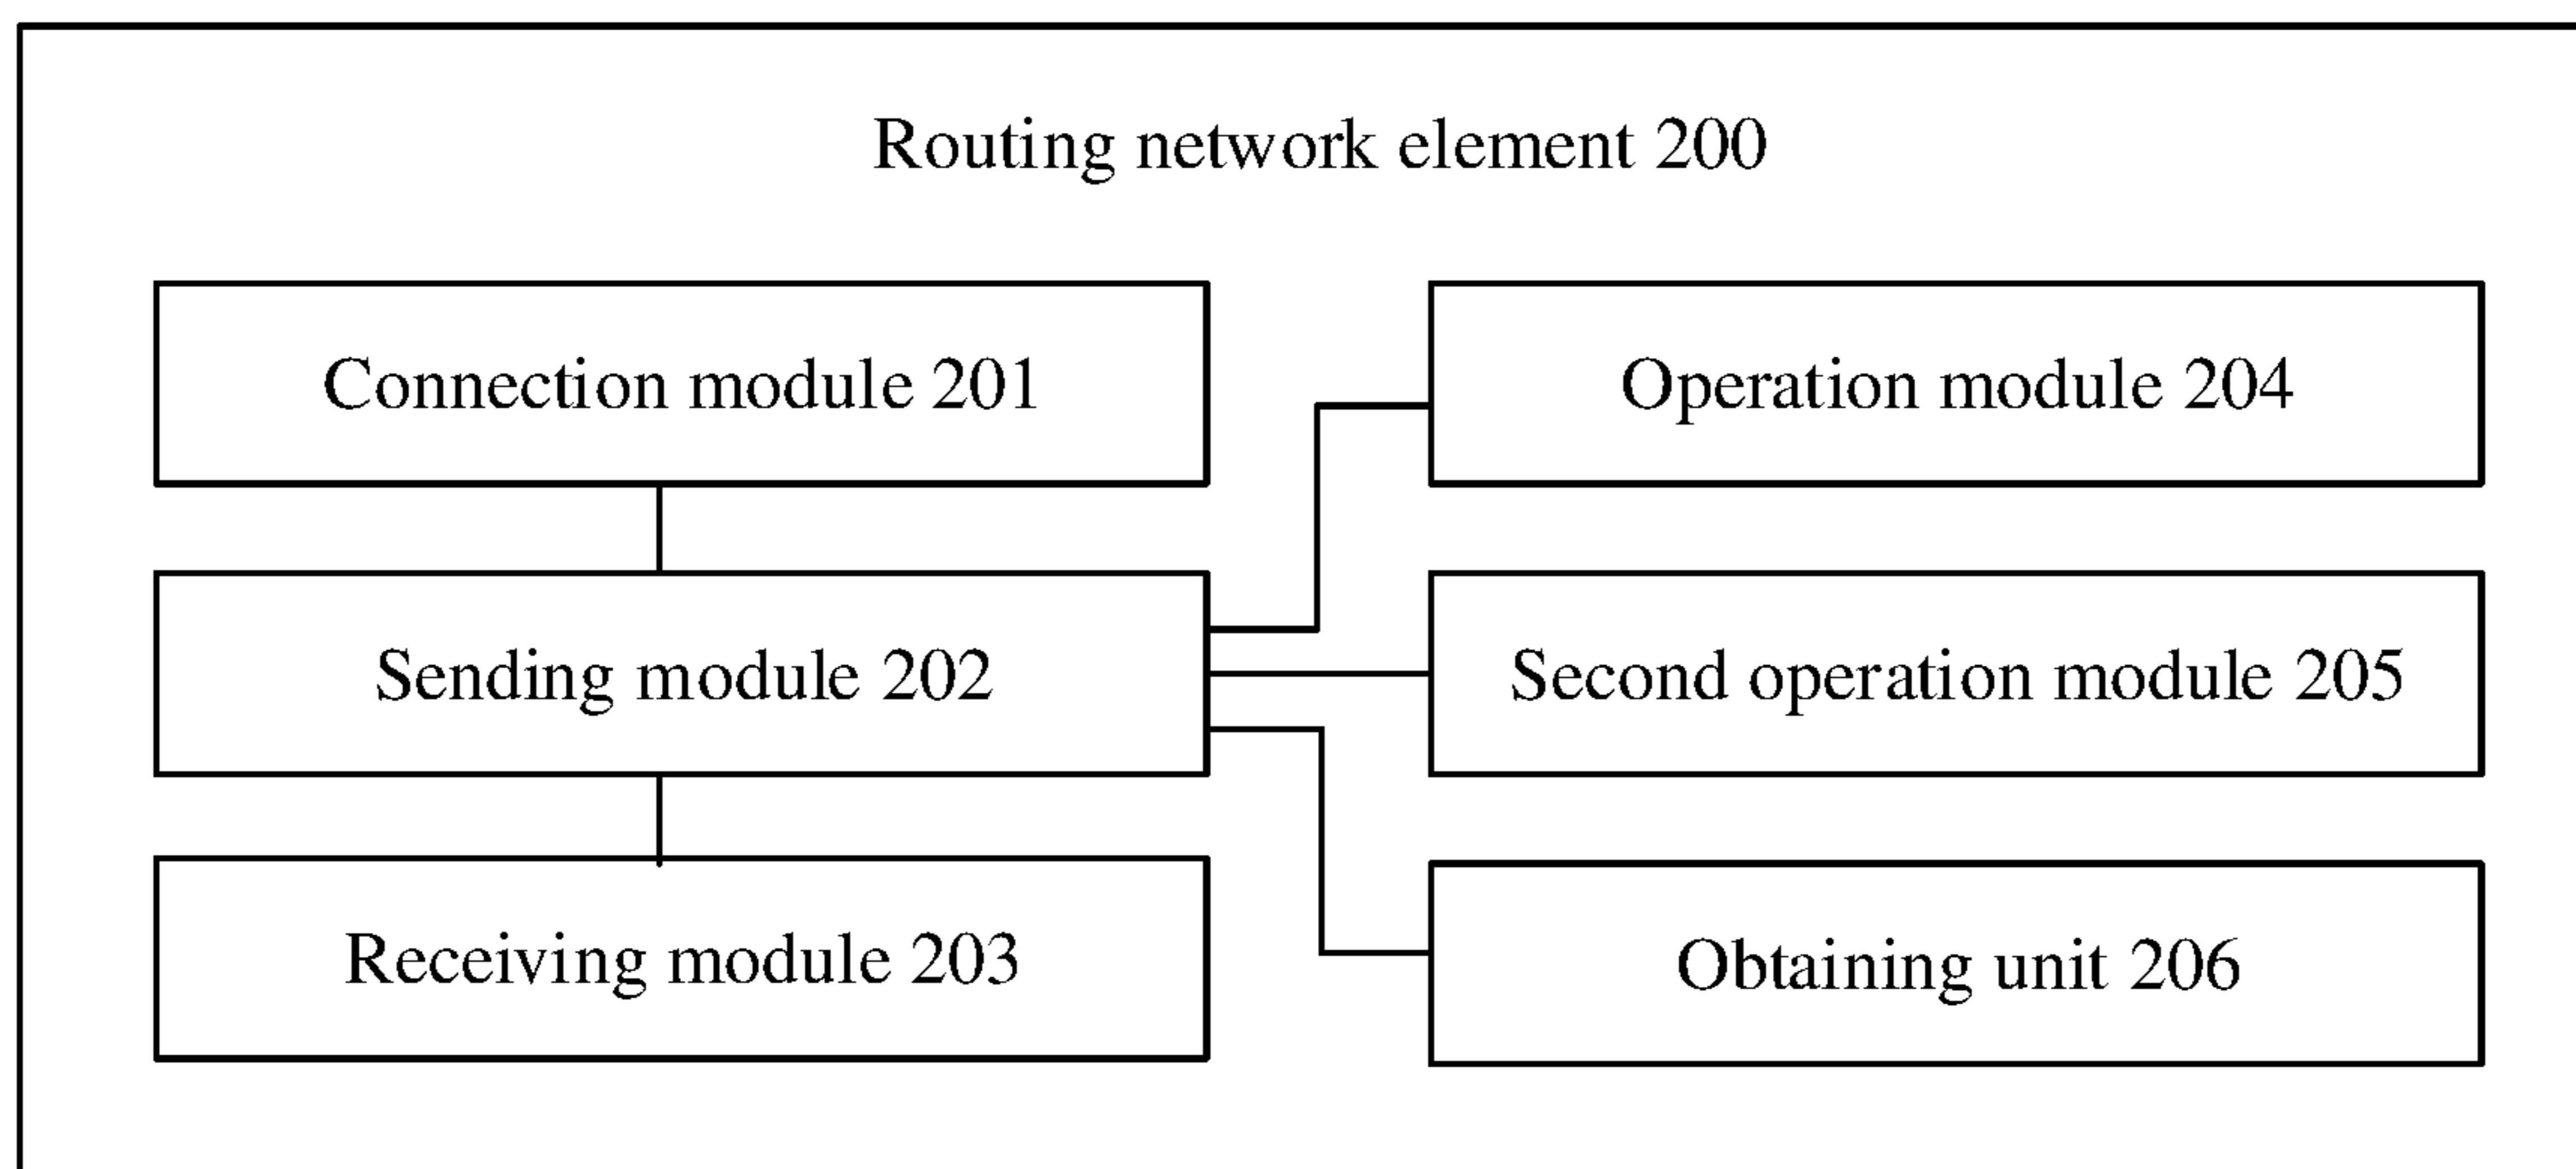 Routing network element 200
Connection module 201
Operation module 204
Sending module 202
Second operation module 205
Receiving module 203
Obtaining unit 206